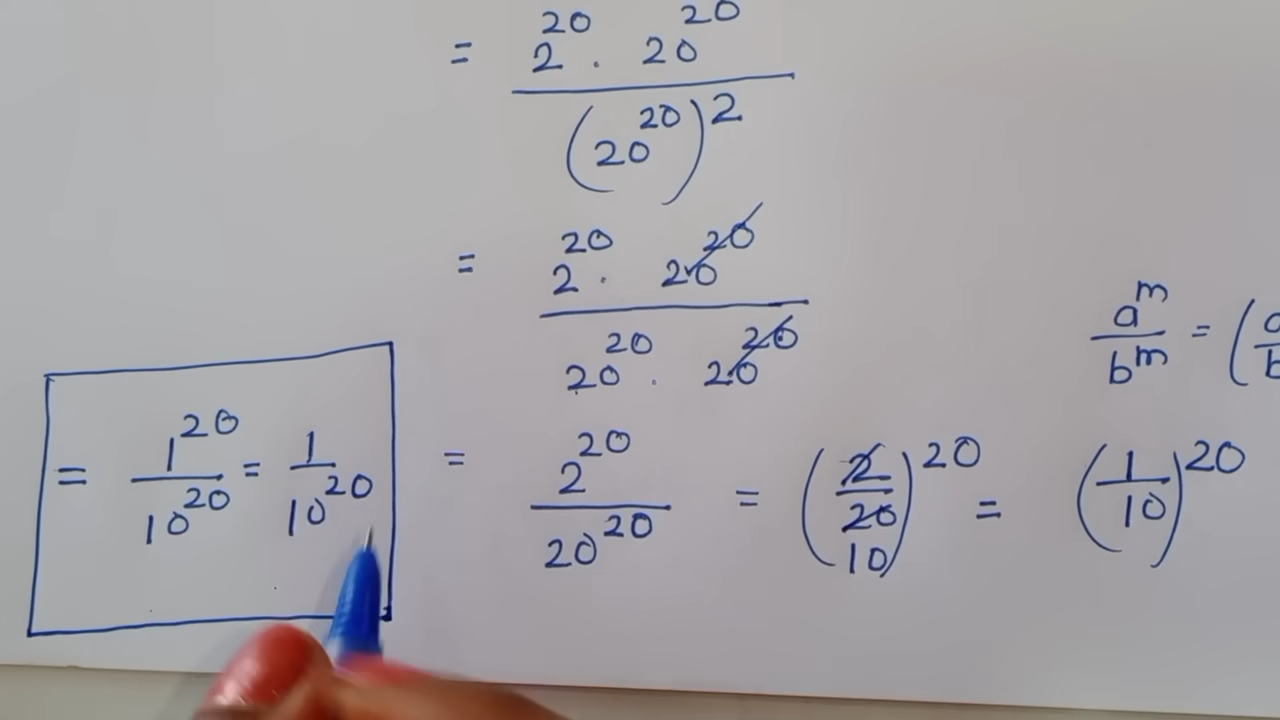 = 2^20 . 20^20 / (20^20)^2
= 2^20 . 20^20 / 20^20 . 20^20
a^m / b^m = (a / b
= 2^20 / 20^20 = (2 / 20 10)^20 = (1 / 10)^20
= 1^20 / 10^20 = 1 / 10^20